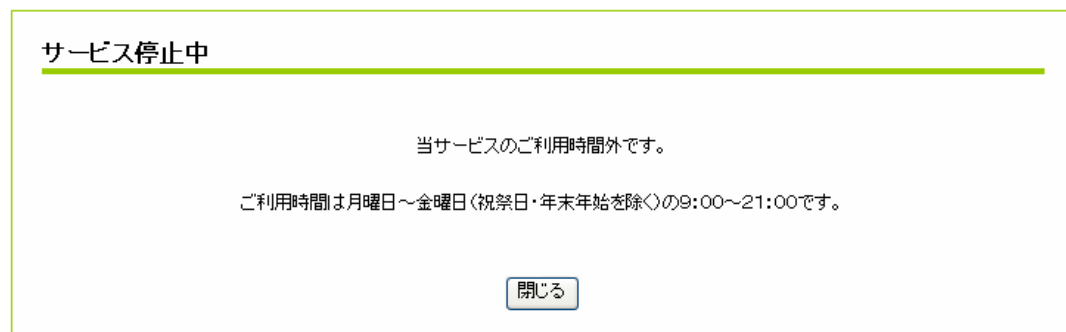 サービス停止中
当サービスのご利用時間外です。
ご利用時間は月曜日～金曜日(祝祭日・年末年始を除く)の9:00～21:00です。
閉じる